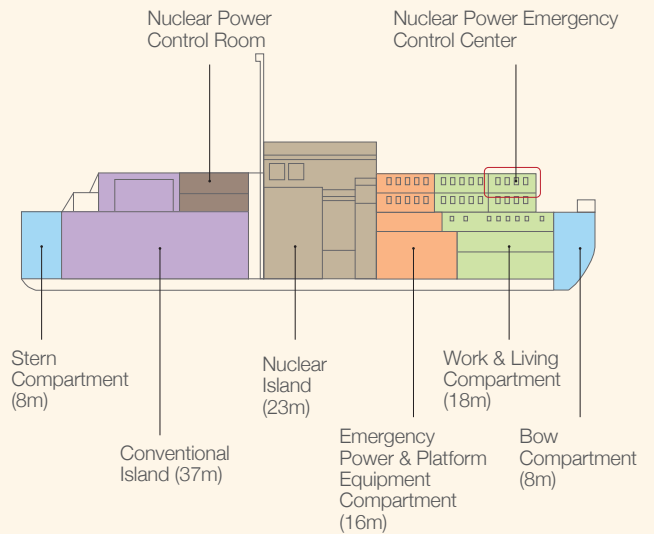 Nuclear Power
Control Room
Nuclear Power Emergency
Control Center
Stern
Compartment
(8m)
Conventional
Island (37m)
Nuclear
Island
(23m)
Emergency
Power & Platform
Equipment
Compartment
(16m)
Work & Living
Compartment
(18m)
Bow
Compartment
(8m)